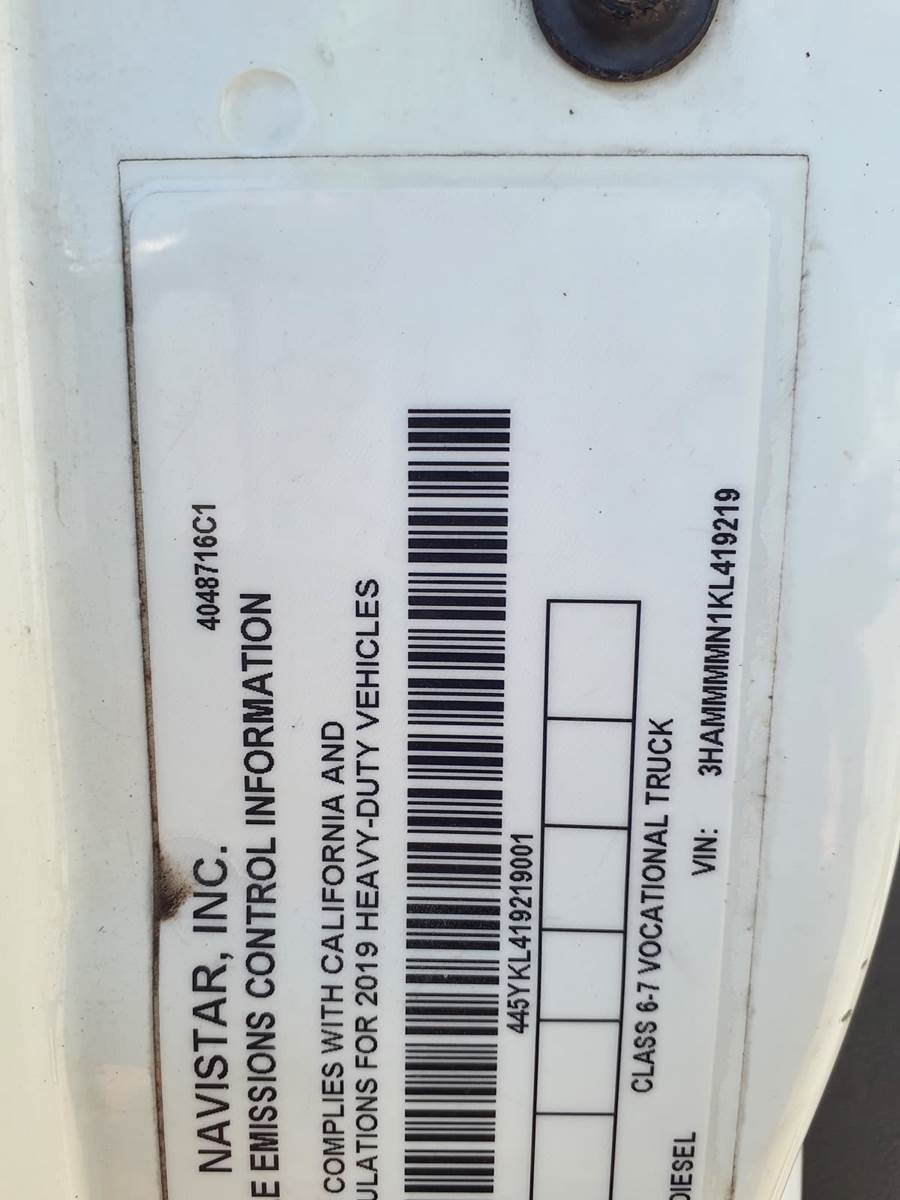 4048716C1
NAVISTAR, INC.
E EMISSIONS CONTROL INFORMATION
COMPLIES WITH CALIFORNIA AND
ULATIONS FOR 2019 HEAVY-DUTY VEHICLES
445YKL419219001
CLASS 6-7 VOCATIONAL TRUCK
DIESEL VIN: 3HAMMMMN1KL419219